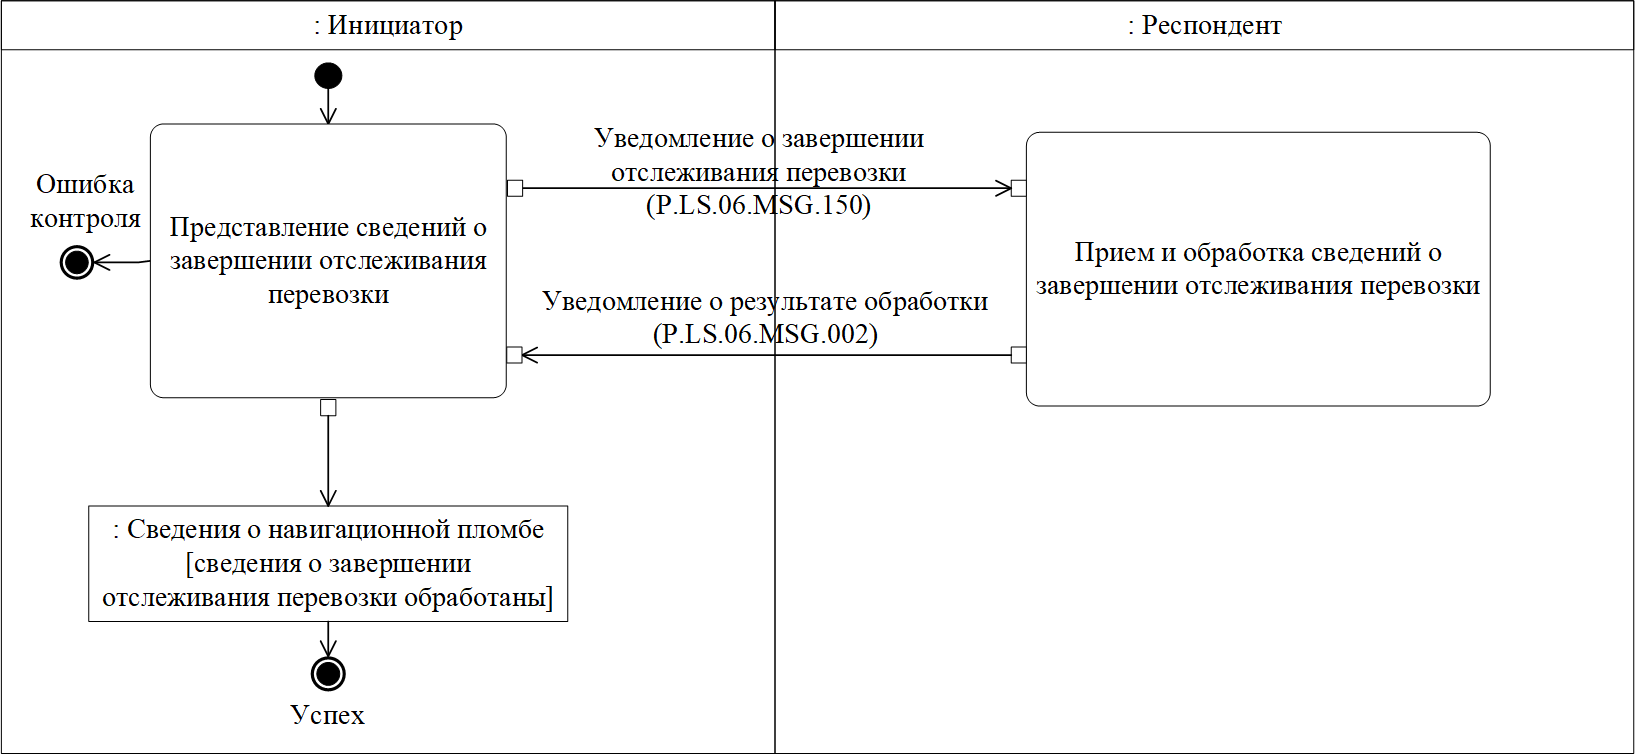 : Инициатор
: Респондент
Уведомление о завершении
отслеживания перевозки
(P.LS.06.MSG.150)
Ошибка
контроля
Представление сведений о
завершении отслеживания
перевозки
Прием и обработка сведений о
завершении отслеживания перевозки
Уведомление о результате обработки
(P.LS.06.MSG.002)
: Сведения о навигационной пломбе
[сведения о завершении
отслеживания перевозки обработаны]
Успех